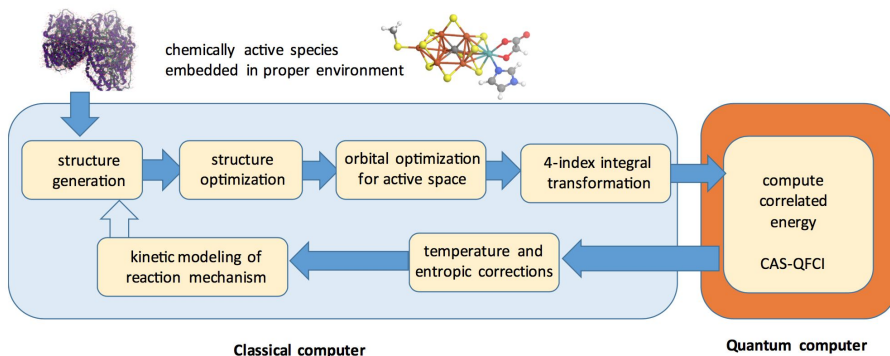 chemically active species
embedded in proper environment
structure
generation
structure
optimization
orbital optimization
for active space
4-index integral
transformation
compute
correlated
energy
CAS-QFCI
kinetic modeling of
reaction mechanism
temperature and
entropic corrections
Classical computer
Quantum computer